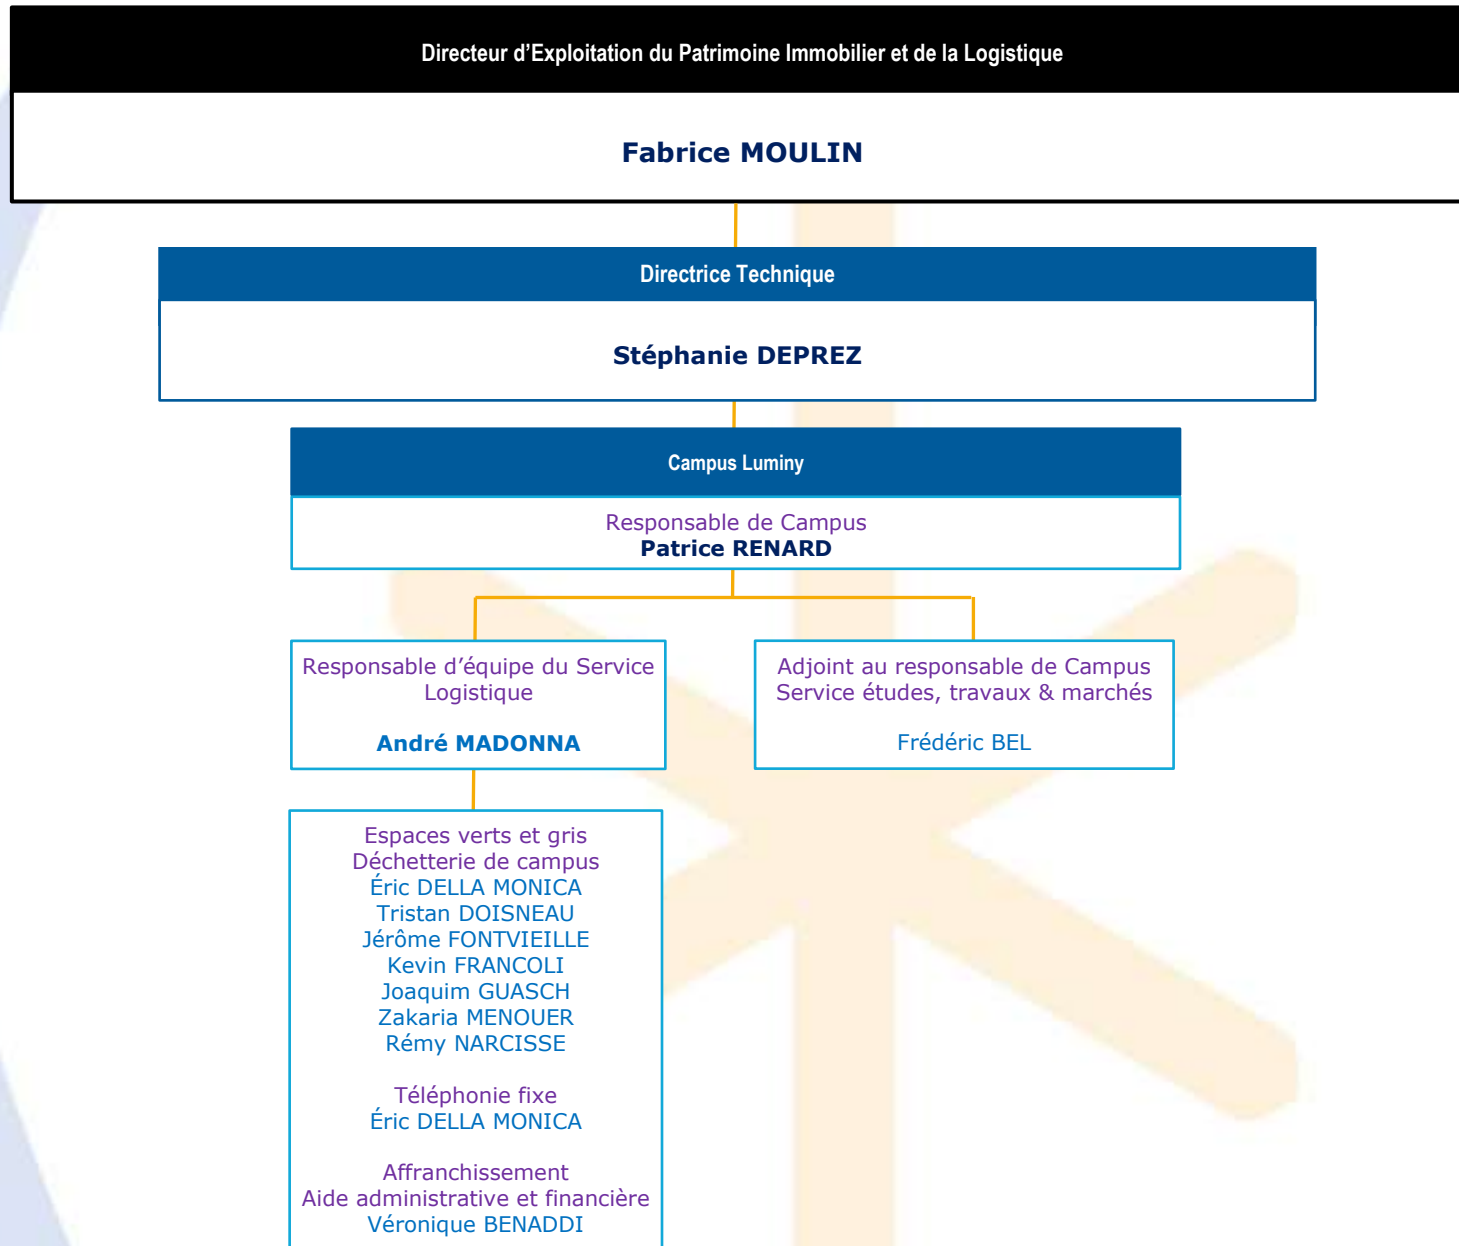 Directeur d’Exploitation du Patrimoine Immobilier et de la Logistique
Fabrice MOULIN
Directrice Technique
Stéphanie DEPREZ
Campus Luminy
Responsable de Campus
Patrice RENARD
Responsable d’équipe du Service
Logistique
André MADONNA
Adjoint au responsable de Campus
Service études, travaux & marchés
Frédéric BEL
Espaces verts et gris
Déchetterie de campus
Éric DELLA MONICA
Tristan DOISNEAU
Jérôme FONTVIEILLE
Kevin FRANCOLI
Joaquim GUASCH
Zakaria MENOUER
Rémy NARCISSE
Téléphonie fixe
Éric DELLA MONICA
Affranchissement
Aide administrative et financière
Véronique BENADDI